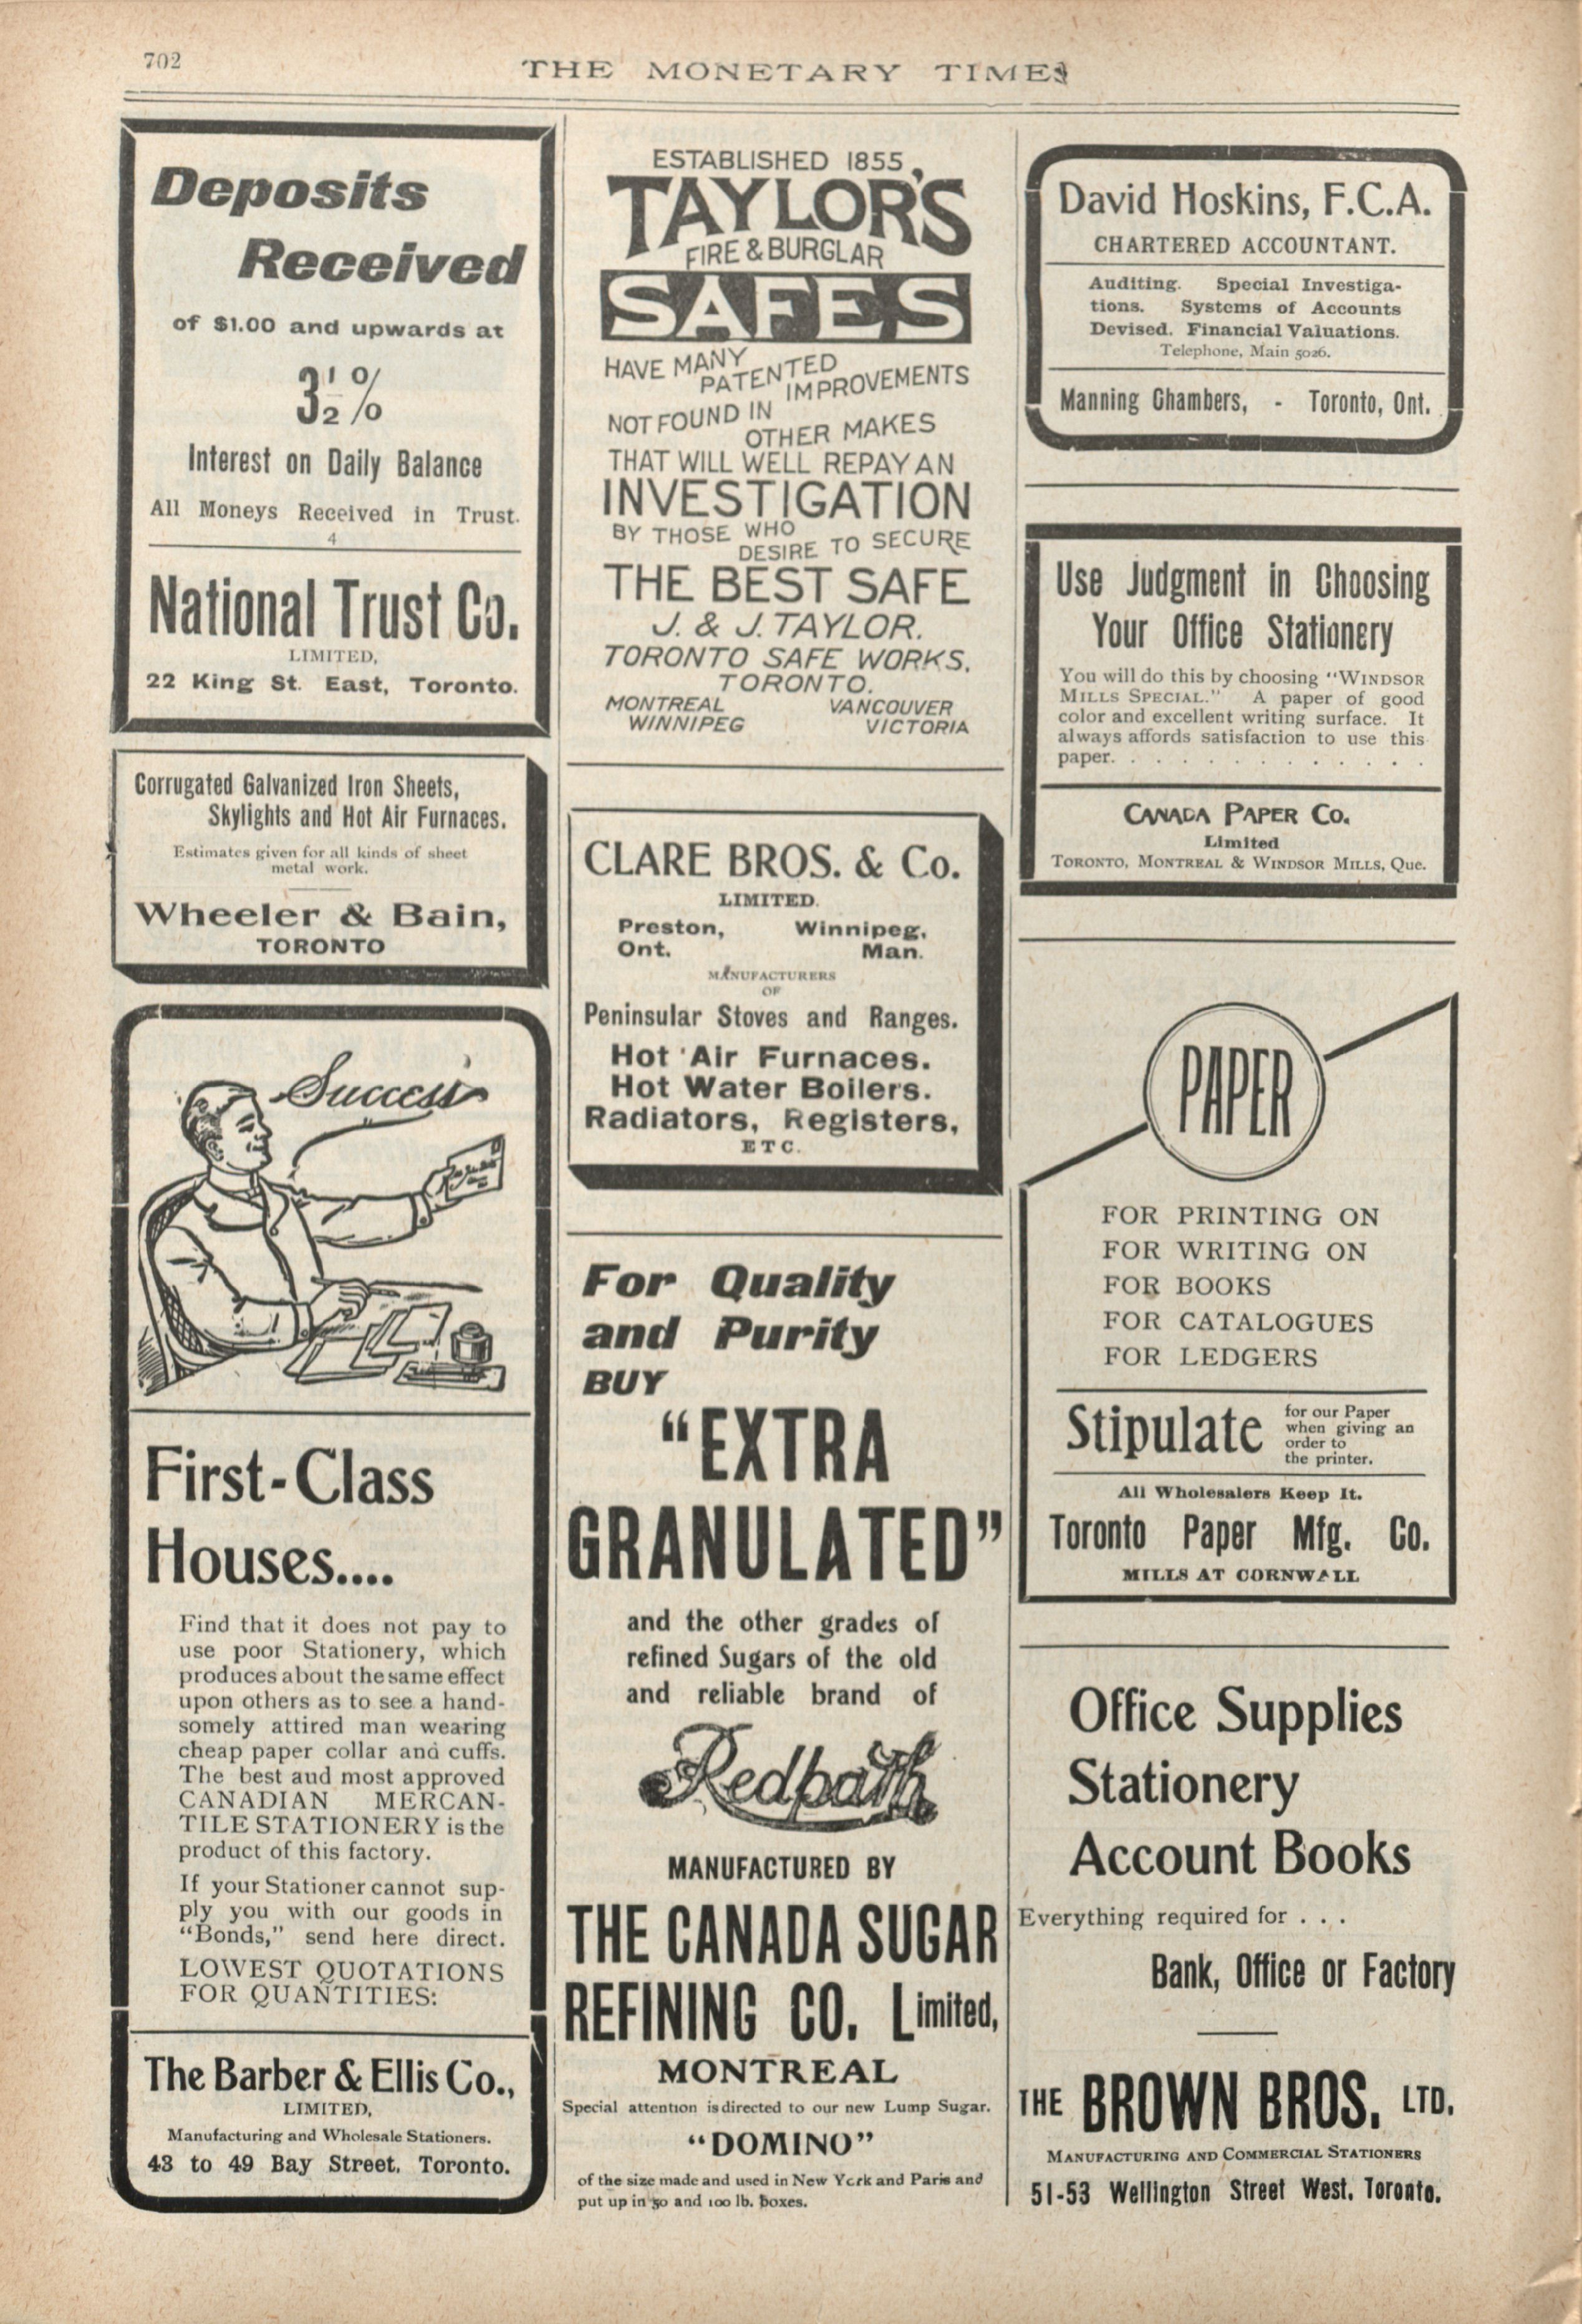 702
THE MONETARY TIMES
Deposits
Received
of $1.00 and upwards at
3½%
Interest on Daily Balance
All Moneys Received in Trust.
4
National Trust Co.
LIMITED,
22 King St. East, Toronto.
Corrugated Galvanized Iron Sheets,
Skylights and Hot Air Furnaces.
Estimates given for all kinds of sheet
metal work.
Wheeler & Bain,
TORONTO
Success
First-Class
Houses....
Find that it does not pay to
use poor Stationery, which
produces about the same effect
upon others as to see a hand-
somely attired man wearing
cheap paper collar and cuffs.
The best and most approved
CANADIAN MERCAN-
TILE STATIONERY is the
product of this factory.
If your Stationer cannot sup-
ply you with our goods in
"Bonds," send here direct.
LOWEST QUOTATIONS
FOR QUANTITIES:
The Barber & Ellis Co.,
LIMITED,
Manufacturing and Wholesale Stationers.
43 to 49 Bay Street, Toronto.
ESTABLISHED 1855
TAYLOR'S
FIRE & BURGLAR
SAFES
HAVE MANY
PATENTED
IMPROVEMENTS
NOT FOUND IN
OTHER MAKES
THAT WILL WELL REPAY AN
INVESTIGATION
BY THOSE WHO
DESIRE TO SECURE
THE BEST SAFE
J. & J. TAYLOR.
TORONTO SAFE WORKS.
TORONTO.
MONTREAL VANCOUVER
WINNIPEG VICTORIA
CLARE BROS. & Co.
LIMITED.
Preston, Winnipeg,
Ont. Man.
MANUFACTURERS
OF
Peninsular Stoves and Ranges.
Hot Air Furnaces.
Hot Water Boilers.
Radiators, Registers,
ETC.
For Quality
and Purity
BUY
"EXTRA
GRANULATED"
and the other grades of
refined Sugars of the old
and reliable brand of
Redpath
MANUFACTURED BY
THE CANADA SUGAR
REFINING CO. Limited,
MONTREAL
Special attention is directed to our new Lump Sugar.
"DOMINO"
of the size made and used in New York and Paris and
put up in 50 and 100 lb. boxes.
David Hoskins, F.C.A.
CHARTERED ACCOUNTANT.
Auditing. Special Investiga-
tions. Systems of Accounts
Devised. Financial Valuations.
Telephone, Main 5026.
Manning Chambers, - Toronto, Ont.
Use Judgment in Choosing
Your Office Stationery
You will do this by choosing "WINDSOR
MILLS SPECIAL." A paper of good
color and excellent writing surface. It
always affords satisfaction to use this
paper. . . . . . . . . . . . .
CANADA PAPER CO.
Limited
TORONTO, MONTREAL & WINDSOR MILLS, Que.
PAPER
FOR PRINTING ON
FOR WRITING ON
FOR BOOKS
FOR CATALOGUES
FOR LEDGERS
Stipulate
for our Paper
when giving an
order to
the printer.
All Wholesalers Keep It.
Toronto Paper Mfg. Co.
MILLS AT CORNWALL
Office Supplies
Stationery
Account Books
Everything required for . . .
Bank, Office or Factory
THE BROWN BROS. LTD.
MANUFACTURING AND COMMERCIAL STATIONERS
51-53 Wellington Street West, Toronto.